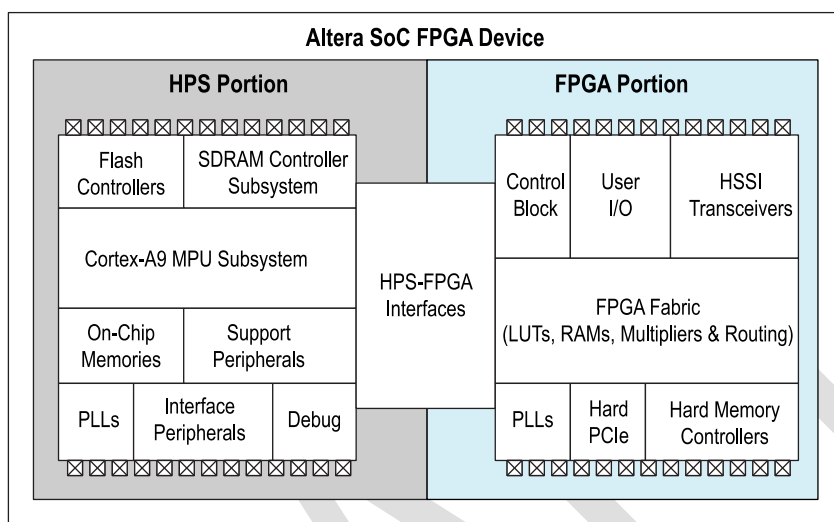 Altera SoC FPGA Device
HPS Portion
Flash
Controllers
SDRAM Controller
Subsystem
Cortex-A9 MPU Subsystem
On-Chip
Memories
Support
Peripherals
PLLs
Interface
Peripherals
Debug
HPS-FPGA
Interfaces
FPGA Portion
Control
Block
User
I/O
HSSI
Transceivers
FPGA Fabric
(LUTs, RAMs, Multipliers & Routing)
PLLs
Hard
PCIe
Hard Memory
Controllers